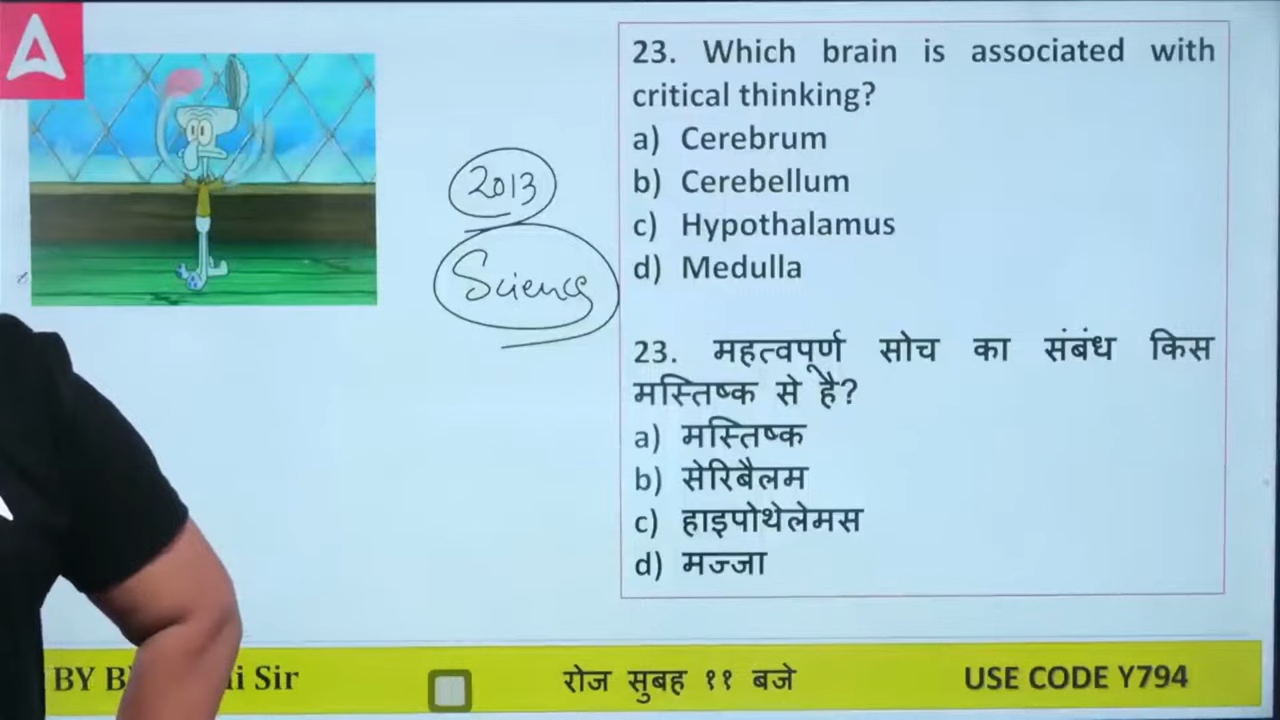 2013
Science
23. Which brain is associated with
critical thinking?
a) Cerebrum
b) Cerebellum
c) Hypothalamus
d) Medulla
23. महत्वपूर्ण सोच का संबंध किस
मस्तिष्क से है?
a) मस्तिष्क
b) सेरिबैलम
c) हाइपोथेलेमस
d) मज्जा
BY Sir
रोज सुबह ११ बजे
USE CODE Y794